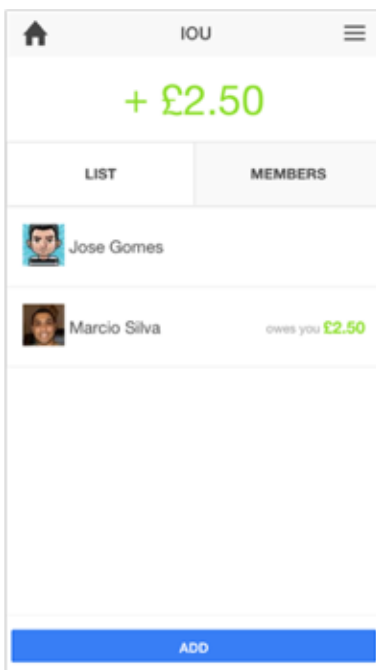 IOU
+ £2.50
LIST MEMBERS
Jose Gomes
Marcio Silva owes you £2.50
ADD